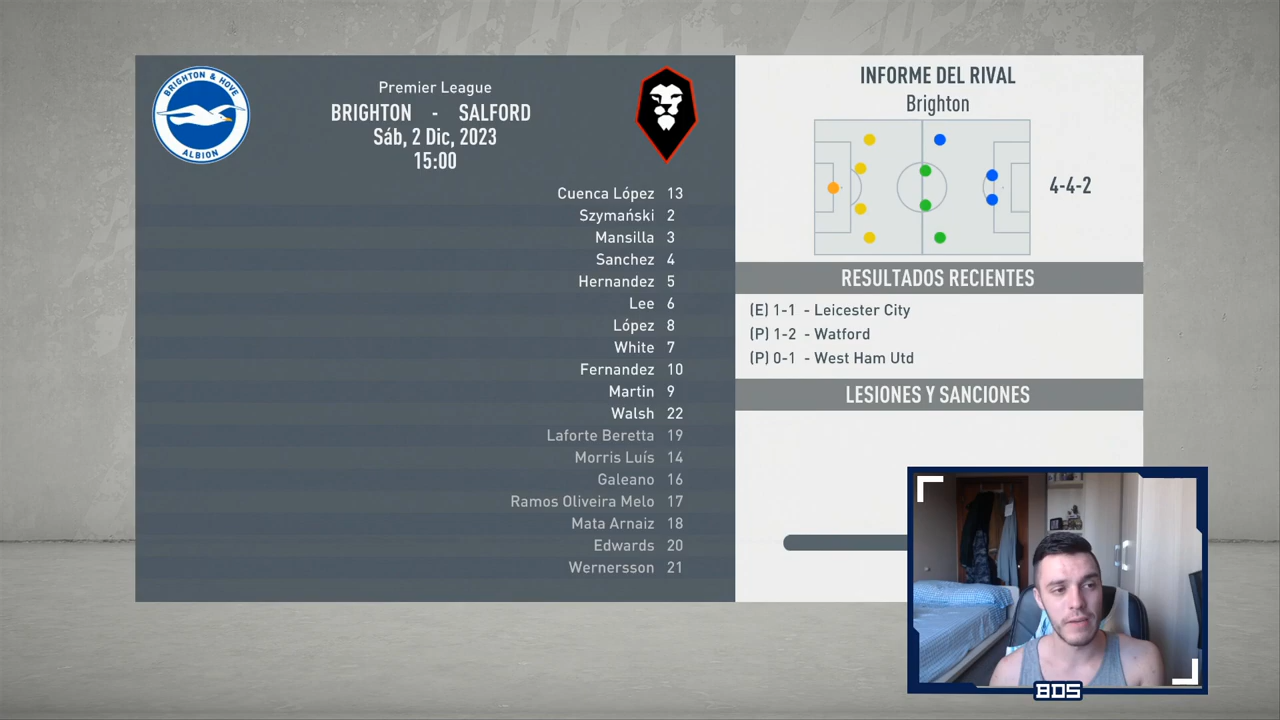 BRIGHTON & HOVE
ALBION
Premier League
BRIGHTON - SALFORD
Sáb, 2 Dic, 2023
15:00
Cuenca López 13
Szymański 2
Mansilla 3
Sanchez 4
Hernandez 5
Lee 6
López 8
White 7
Fernandez 10
Martin 9
Walsh 22
Laforte Beretta 19
Morris Luís 14
Galeano 16
Ramos Oliveira Melo 17
Mata Arnaiz 18
Edwards 20
Wernersson 21
INFORME DEL RIVAL
Brighton
4-4-2
RESULTADOS RECIENTES
(E) 1-1 - Leicester City
(P) 1-2 - Watford
(P) 0-1 - West Ham Utd
LESIONES Y SANCIONES
BDS